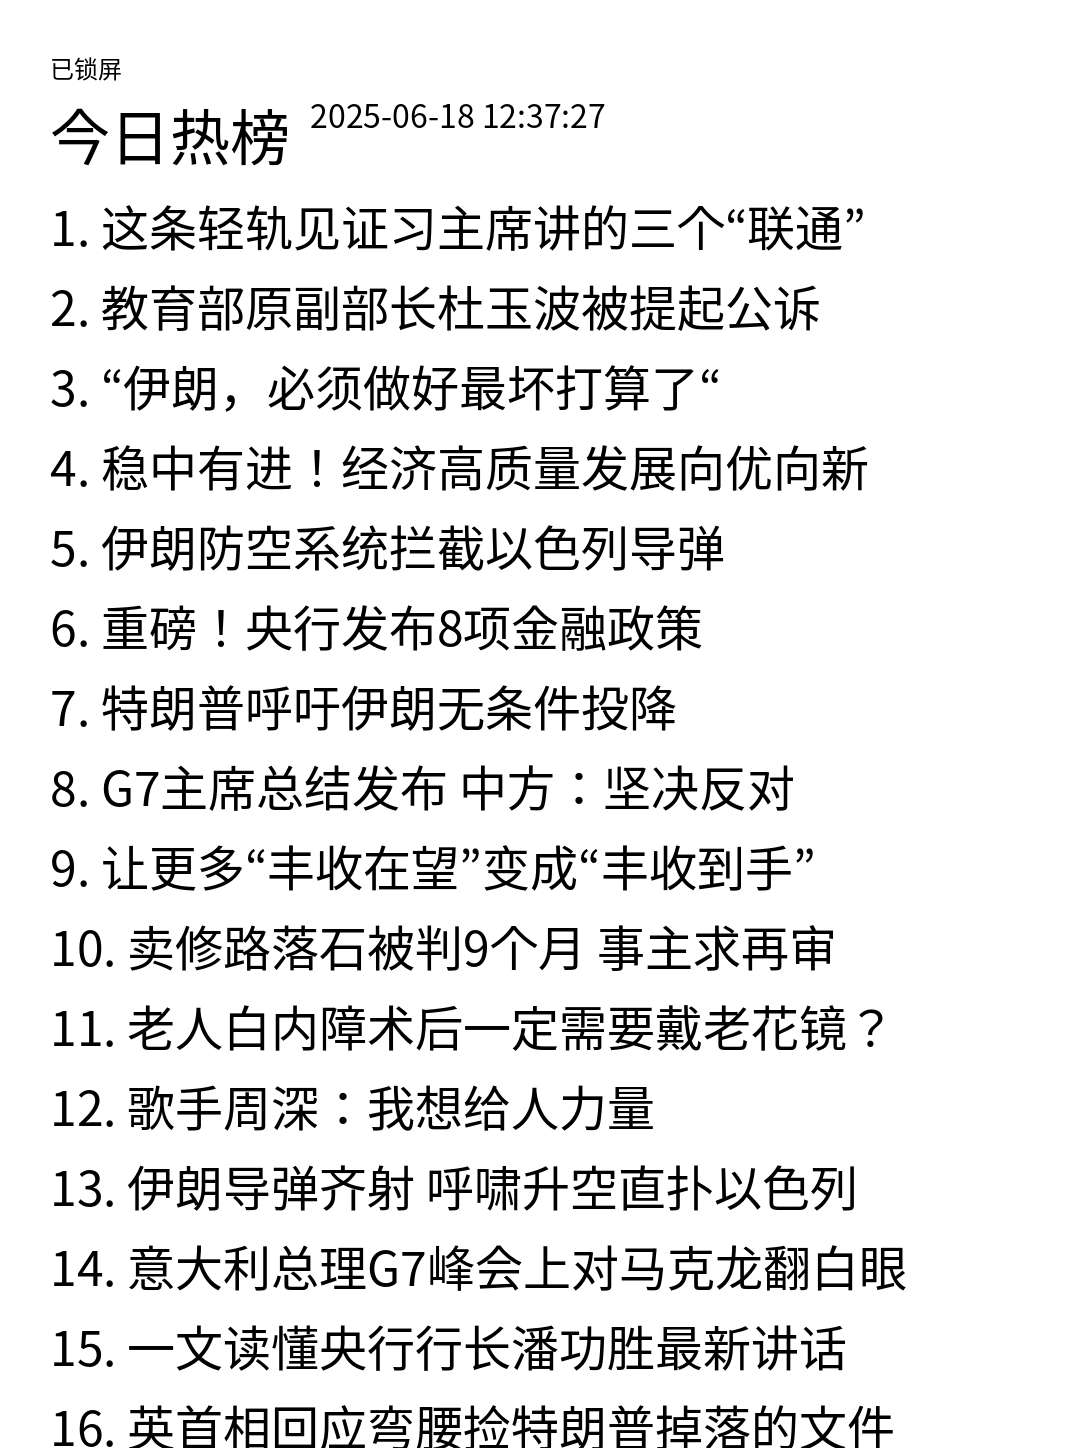 已锁屏
今日热榜 2025-06-18 12:37:27
1. 这条轻轨见证习主席讲的三个“联通”
2. 教育部原副部长杜玉波被提起公诉
3. “伊朗，必须做好最坏打算了“
4. 稳中有进！经济高质量发展向优向新
5. 伊朗防空系统拦截以色列导弹
6. 重磅！央行发布8项金融政策
7. 特朗普呼吁伊朗无条件投降
8. G7主席总结发布 中方：坚决反对
9. 让更多“丰收在望”变成“丰收到手”
10. 卖修路落石被判9个月 事主求再审
11. 老人白内障术后一定需要戴老花镜？
12. 歌手周深：我想给人力量
13. 伊朗导弹齐射 呼啸升空直扑以色列
14. 意大利总理G7峰会上对马克龙翻白眼
15. 一文读懂央行行长潘功胜最新讲话
16. 英首相回应弯腰捡特朗普掉落的文件